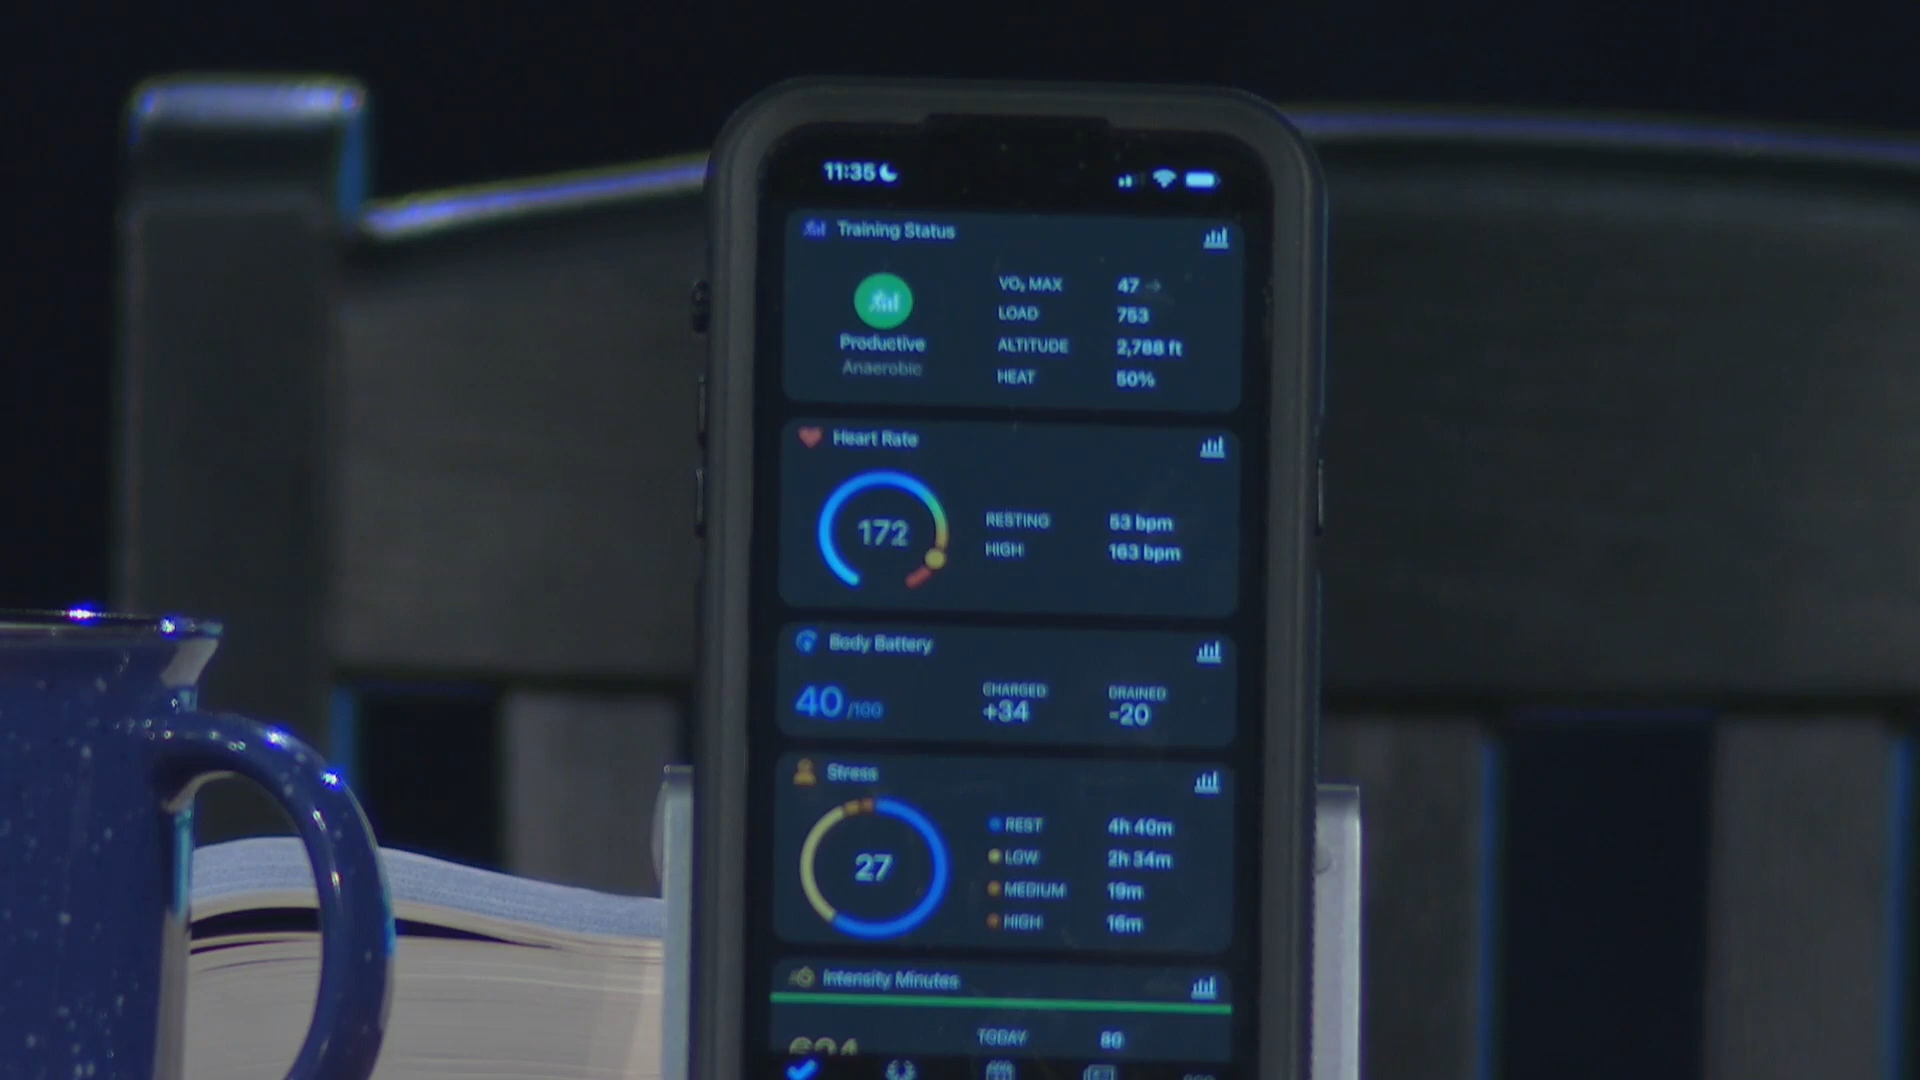 11:35
Training Status
VO₂ MAX 47
LOAD 753
Productive
ALTITUDE 2,788 ft
Anaerobic
HEAT 50%
Heart Rate
172
RESTING 53 bpm
HIGH 163 bpm
Body Battery
40/100
CHARGED
+34
DRAINED
-20
Stress
27
REST 4h 40m
LOW 2h 34m
MEDIUM 19m
HIGH 16m
Intensity Minutes
TODAY 80